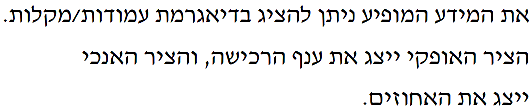 את המידע המופיע ניתן להציג בדיאגרמת עמודות/מקלות.
הציר האופקי ייצג את ענף הרכישה, והציר האנכי
ייצג את האחוזים.